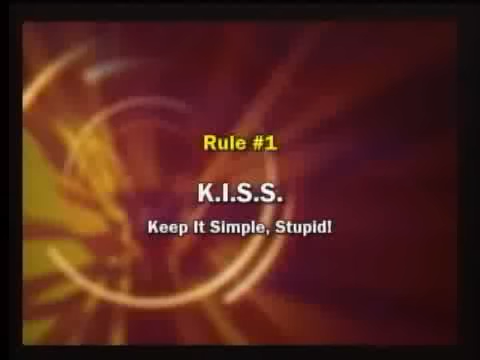 Rule #1
K.I.S.S.
Keep It Simple, Stupid!